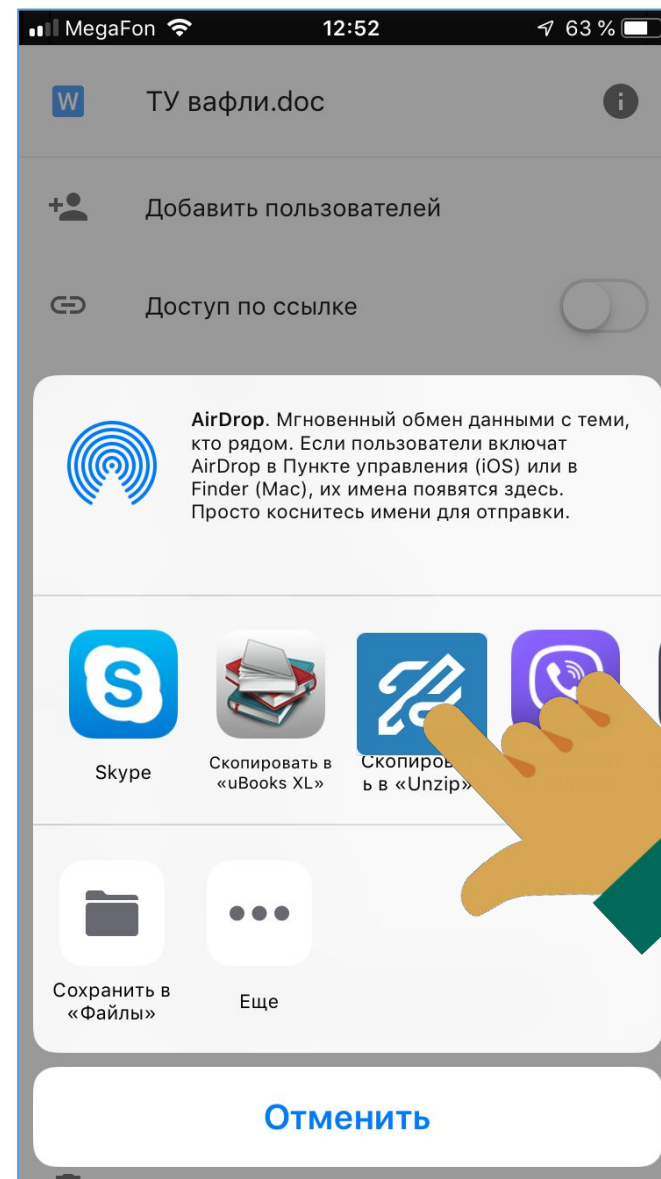 MegaFon 12:52 63 %
W ТУ вафли.doc
Добавить пользователей
Доступ по ссылке
AirDrop. Мгновенный обмен данными с теми,
кто рядом. Если пользователи включат
AirDrop в Пункте управления (iOS) или в
Finder (Mac), их имена появятся здесь.
Просто коснитесь имени для отправки.
S
Skype
Скопировать в
«uBooks XL»
ь в «Unzip»
Сохранить в
«Файлы»
Еще
Отменить